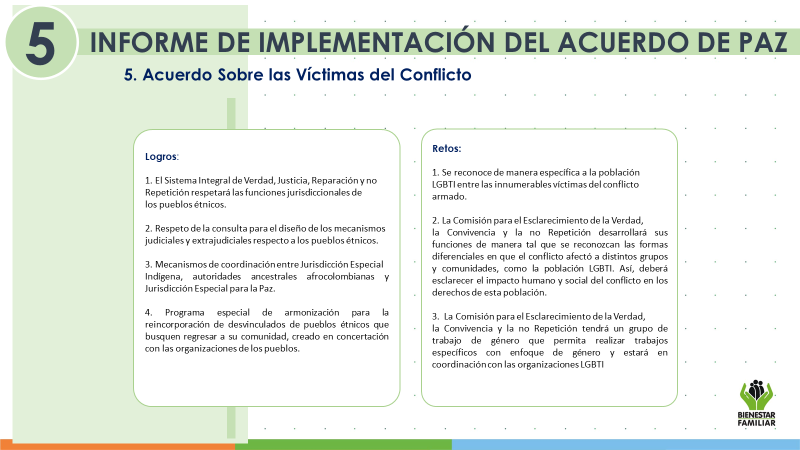 5
INFORME DE IMPLEMENTACIÓN DEL ACUERDO DE PAZ
5. Acuerdo Sobre las Víctimas del Conflicto
Logros:
1. El Sistema Integral de Verdad, Justicia, Reparación y no
Repetición respetará las funciones jurisdiccionales de
los pueblos étnicos.
2. Respeto de la consulta para el diseño de los mecanismos
judiciales y extrajudiciales respecto a los pueblos étnicos.
3. Mecanismos de coordinación entre Jurisdicción Especial
Indígena, autoridades ancestrales afrocolombianas y
Jurisdicción Especial para la Paz.
4. Programa especial de armonización para la
reincorporación de desvinculados de pueblos étnicos que
busquen regresar a su comunidad, creado en concertación
con las organizaciones de los pueblos.
Retos:
1. Se reconoce de manera específica a la población
LGBTI entre las innumerables víctimas del conflicto
armado.
2. La Comisión para el Esclarecimiento de la Verdad,
la Convivencia y la no Repetición desarrollará sus
funciones de manera tal que se reconozcan las formas
diferenciales en que el conflicto afectó a distintos grupos
y comunidades, como la población LGBTI. Así, deberá
esclarecer el impacto humano y social del conflicto en los
derechos de esta población.
3. La Comisión para el Esclarecimiento de la Verdad,
la Convivencia y la no Repetición tendrá un grupo de
trabajo de género que permita realizar trabajos
específicos con enfoque de género y estará en
coordinación con las organizaciones LGBTI
BIENESTAR
FAMILIAR